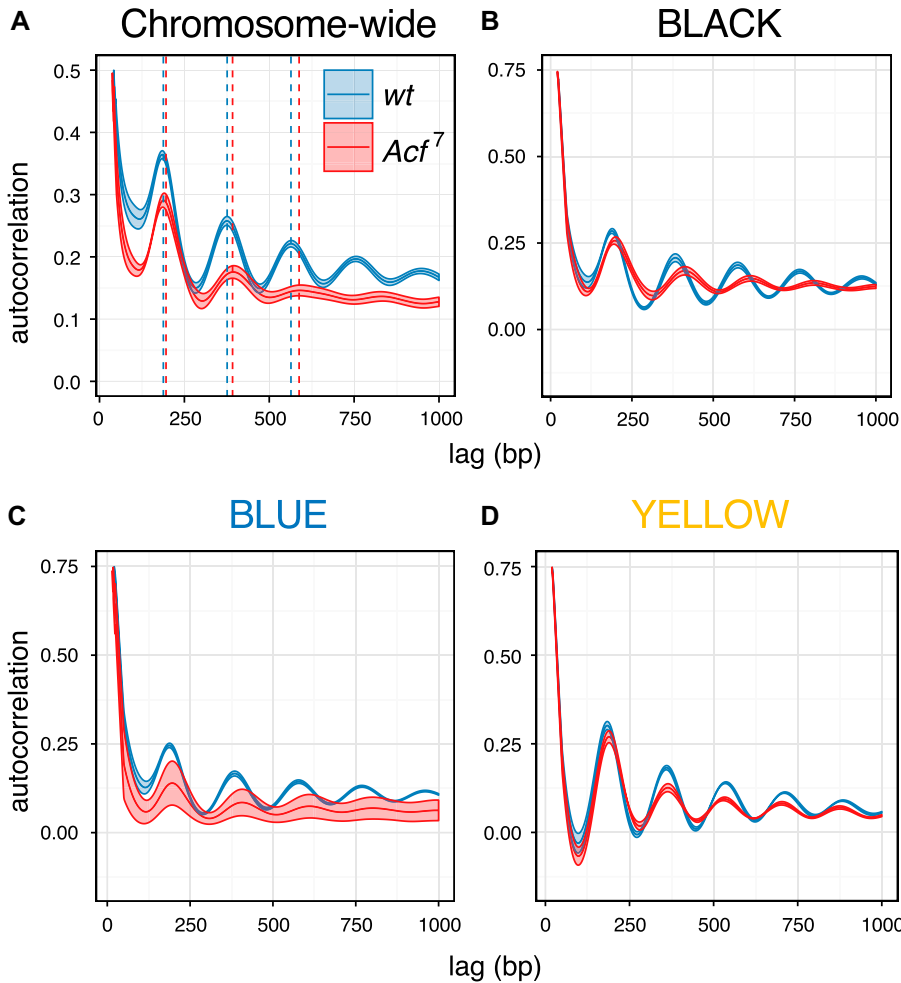 A Chromosome-wide
0.5
0.4
0.3
0.2
0.1
0.0
autocorrelation
wt
Acf 7
0 250 500 750 1000
B BLACK
0.75
0.50
0.25
0.00
0 250 500 750 1000
lag (bp)
C BLUE
0.75
0.50
0.25
0.00
autocorrelation
0 250 500 750 1000
D YELLOW
0.75
0.50
0.25
0.00
0 250 500 750 1000
lag (bp)